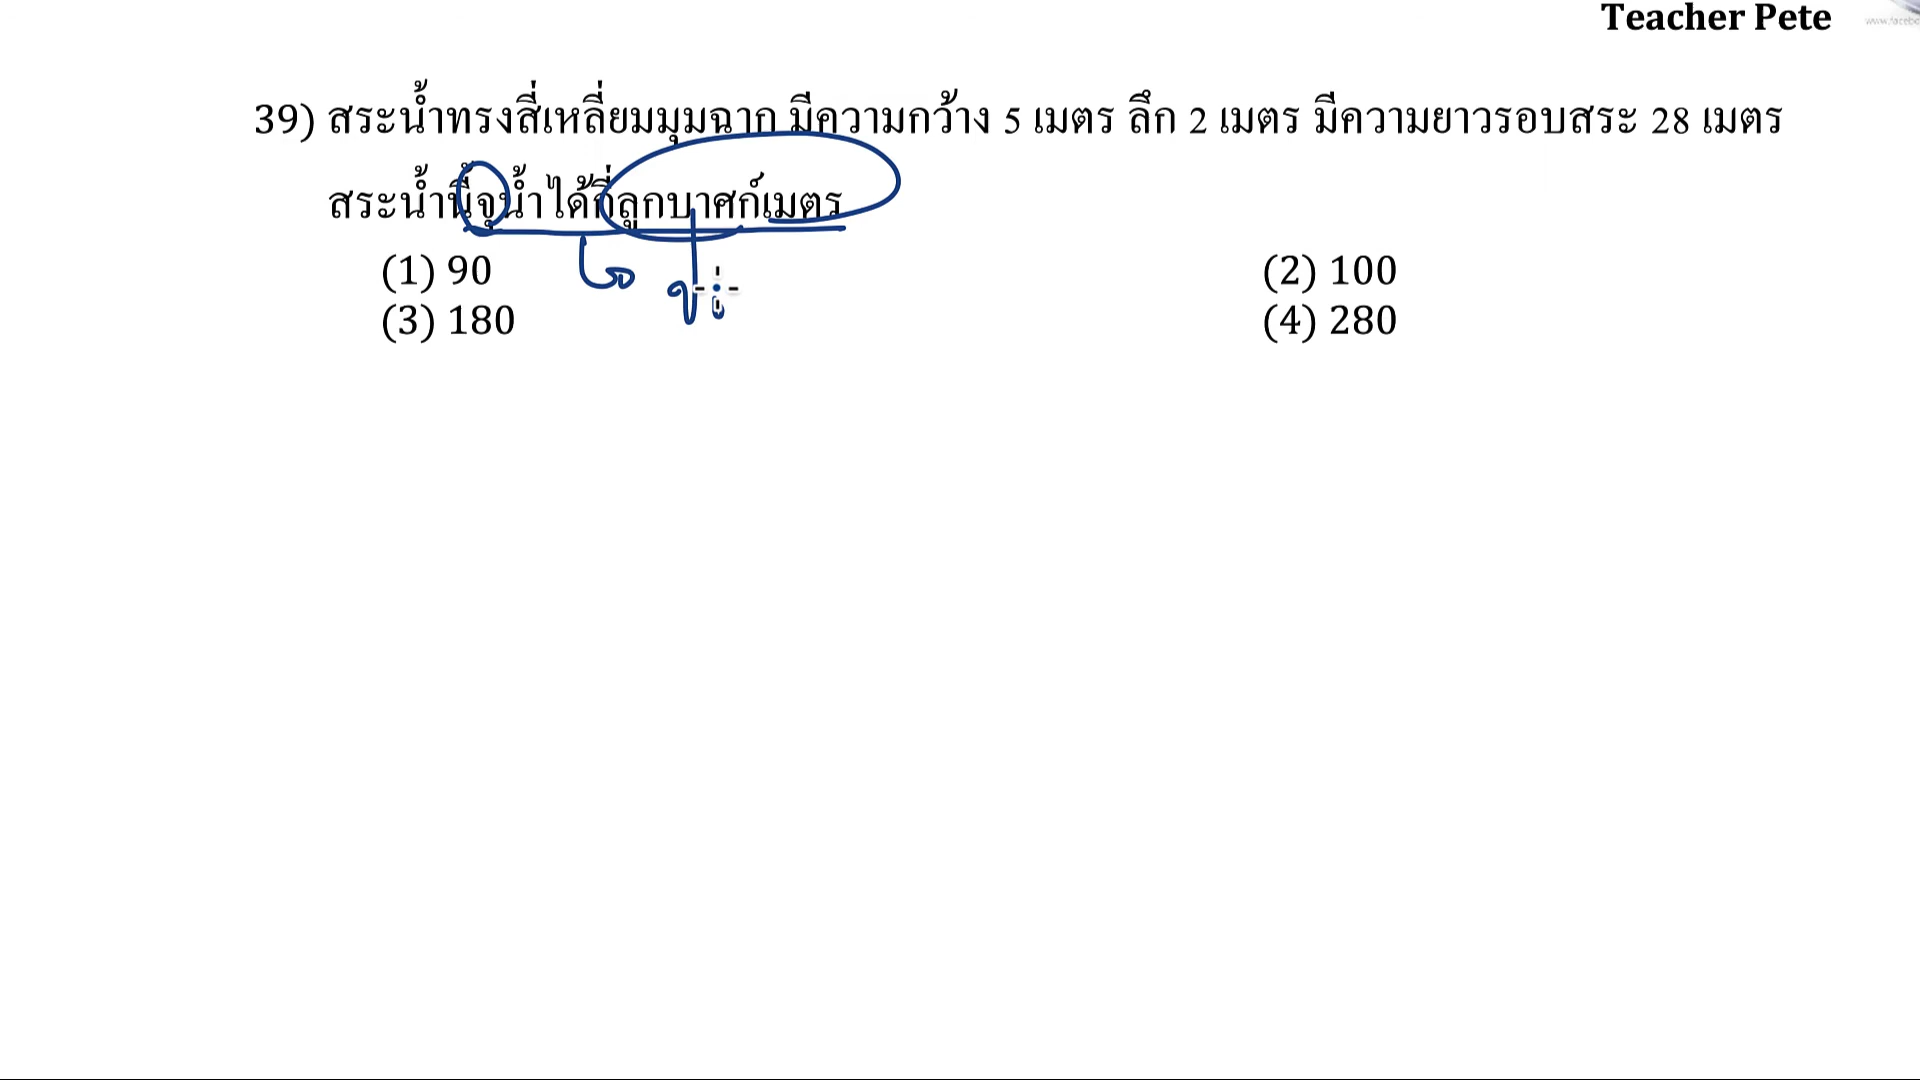 Teacher Pete
39) สระน้ำทรงสี่เหลี่ยมมุมฉาก มีความกว้าง 5 เมตร ลึก 2 เมตร มีความยาวรอบสระ 28 เมตร
สระน้ำนี้จุน้ำได้กี่ลูกบาศก์เมตร
(1) 90
(2) 100
(3) 180
(4) 280